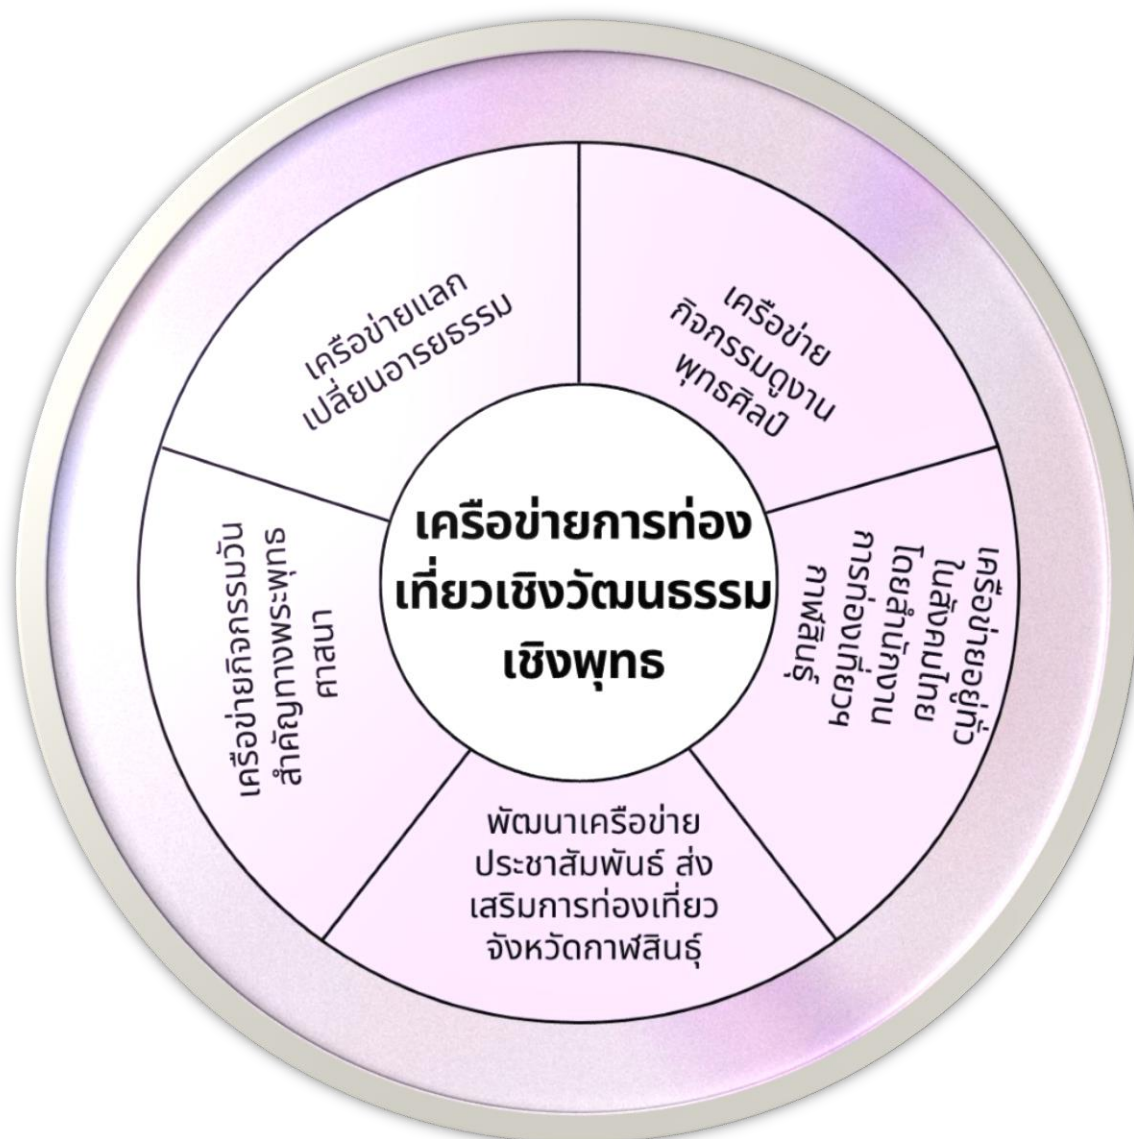 เครือข่ายการท่อง
เที่ยวเชิงวัฒนธรรม
เชิงพุทธ
เครือข่าย
กิจกรรมดูงาน
พุทธศิลป์
เครือข่ายอยู่ทั่ว
ในสังคมไทย
โดยสำนักงาน
การท่องเที่ยวฯ
กาฬสินธุ์
พัฒนาเครือข่าย
ประชาสัมพันธ์ ส่ง
เสริมการท่องเที่ยว
จังหวัดกาฬสินธุ์
เครือข่ายกิจกรรมวัน
สำคัญทางพระพุทธ
ศาสนา
เครือข่ายแลก
เปลี่ยนอารยธรรม